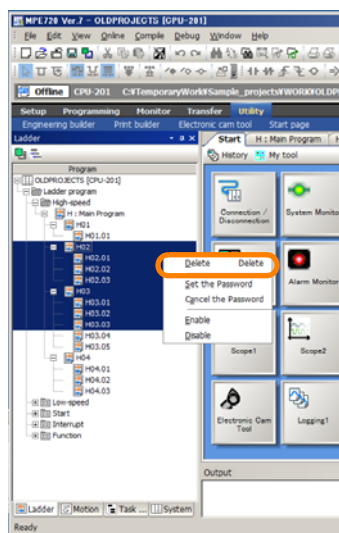 MPE720 Ver.7 - OLDPROJECTS [CPU-201]
File Edit View Online Compile Debug Window Help
Offline CPU-201 C:\TemporaryWork\Sample_projects\WORK\OLDP
Setup Programming Monitor Transfer Utility
Engineering builder Print builder Electronic cam tool Start page
Ladder
Start H : Main Program H
History My tool
Program
OLDPROJECTS [CPU-201]
Ladder program
High-speed
H : Main Program
H01
H01.01
H02
H02.01
H02.02
H02.03
H03
H03.01
H03.02
H03.03
H03.04
H03.05
H04
H04.01
H04.02
H04.03
Low-speed
Start
Interrupt
Function
Delete Delete
Set the Password
Cancel the Password
Enable
Disable
Connection / Disconnection
System Monito
Alarm Monitor
Scope1
Scope2
Electronic Cam Tool
Logging1
Output
Ladder Motion Task ... System
Ready